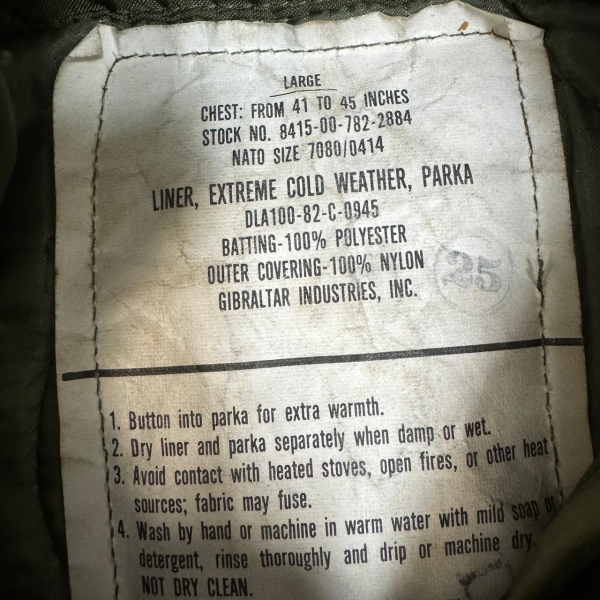 LARGE
CHEST: FROM 41 TO 45 INCHES
STOCK NO. 8415-00-782-2884
NATO SIZE 7080/0414
LINER, EXTREME COLD WEATHER, PARKA
DLA100-82-C-0945
BATTING-100% POLYESTER
OUTER COVERING-100% NYLON
GIBRALTAR INDUSTRIES, INC.
25
1. Button into parka for extra warmth.
2. Dry liner and parka separately when damp or wet.
3. Avoid contact with heated stoves, open fires, or other heat
sources; fabric may fuse.
4. Wash by hand or machine in warm water with mild soap or
detergent, rinse thoroughly and drip or machine dry.
NOT DRY CLEAN.